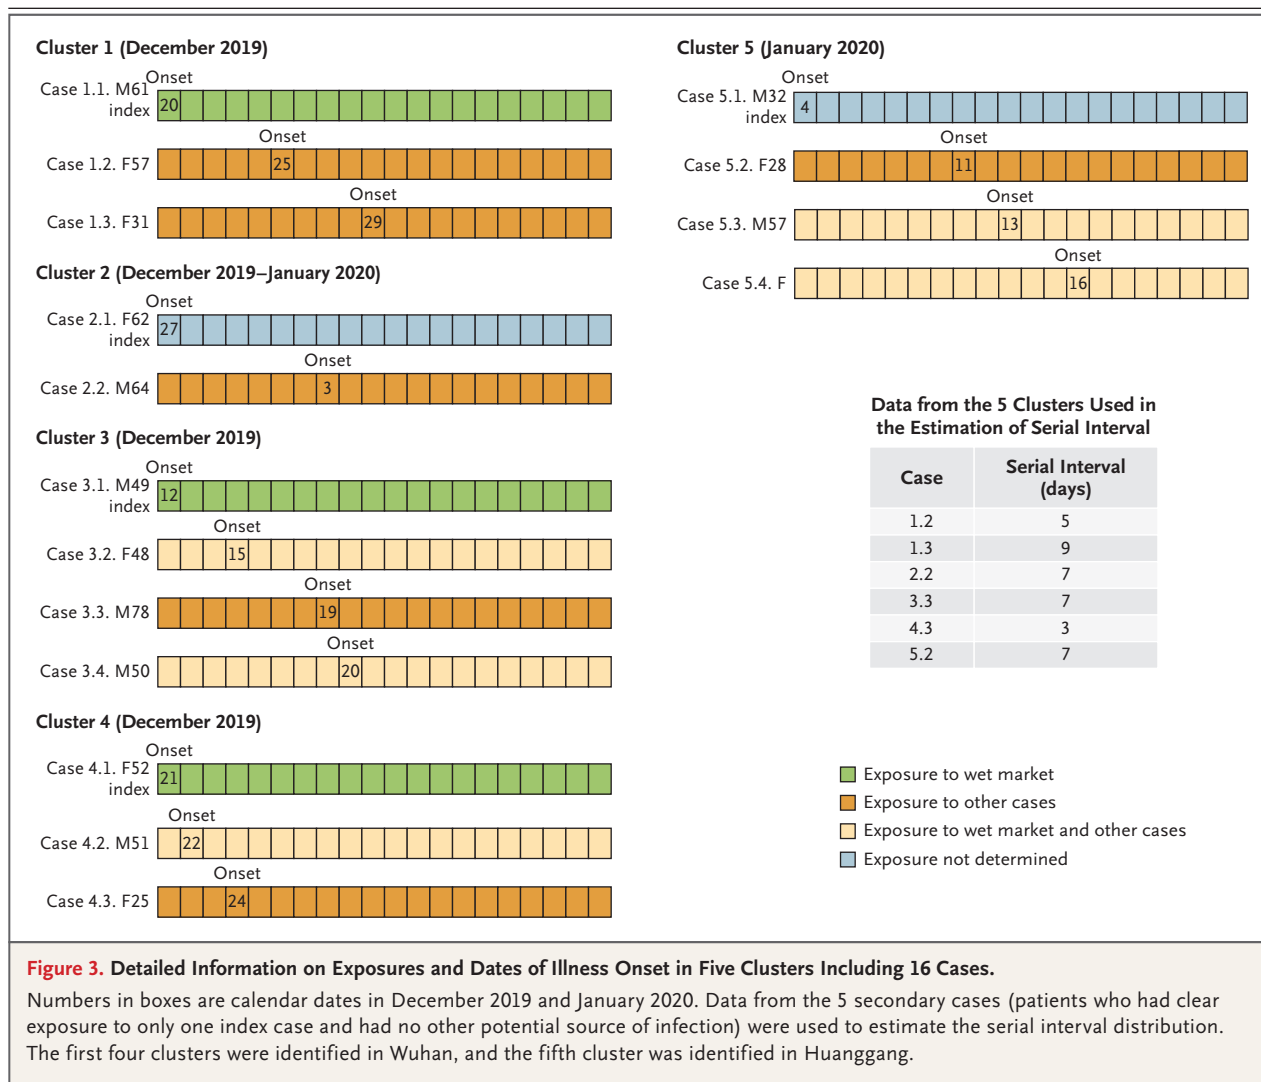 Cluster 1 (December 2019)
Onset
Case 1.1. M61
index
20
Onset
Case 1.2. F57
25
Onset
Case 1.3. F31
29
Cluster 2 (December 2019–January 2020)
Onset
Case 2.1. F62
index
27
Onset
Case 2.2. M64
3
Cluster 3 (December 2019)
Onset
Case 3.1. M49
index
12
Onset
Case 3.2. F48
15
Onset
Case 3.3. M78
19
Onset
Case 3.4. M50
20
Cluster 4 (December 2019)
Onset
Case 4.1. F52
index
21
Onset
Case 4.2. M51
22
Onset
Case 4.3. F25
24
Cluster 5 (January 2020)
Onset
Case 5.1. M32
index
4
Onset
Case 5.2. F28
11
Onset
Case 5.3. M57
13
Onset
Case 5.4. F
16
Data from the 5 Clusters Used in
the Estimation of Serial Interval
Case Serial Interval
(days)
1.2 5
1.3 9
2.2 7
3.3 7
4.3 3
5.2 7
Exposure to wet market
Exposure to other cases
Exposure to wet market and other cases
Exposure not determined
Figure 3. Detailed Information on Exposures and Dates of Illness Onset in Five Clusters Including 16 Cases.
Numbers in boxes are calendar dates in December 2019 and January 2020. Data from the 5 secondary cases (patients who had clear
exposure to only one index case and had no other potential source of infection) were used to estimate the serial interval distribution.
The first four clusters were identified in Wuhan, and the fifth cluster was identified in Huanggang.